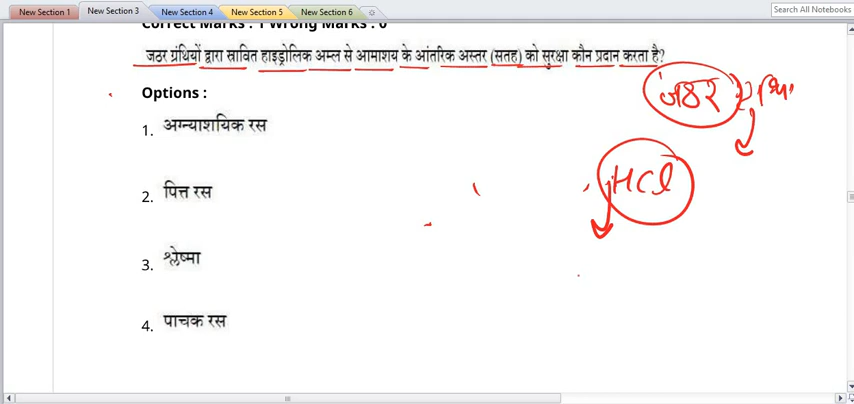 New Section 1 New Section 3 New Section 4 New Section 5 New Section 6 Search All Notebooks
Correct Marks : 1 Wrong Marks : 0
जठर ग्रंथियों द्वारा स्रावित हाइड्रोलिक अम्ल से आमाशय के आंतरिक अस्तर (सतह) को सुरक्षा कौन प्रदान करता है?
जठर
Options :
1. अग्न्याशयिक रस
HCl
2. पित्त रस
3. श्लेष्मा
4. पाचक रस